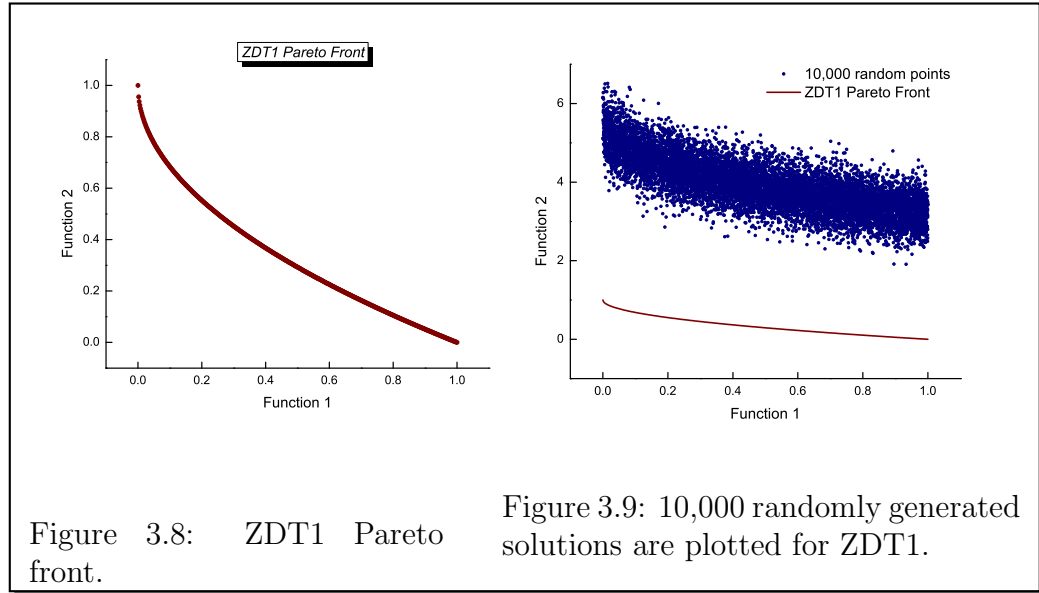 ZDT1 Pareto Front
1.0
0.8
0.6
0.4
0.2
0.0
Function 2
0.0 0.2 0.4 0.6 0.8 1.0
Function 1
10,000 random points
ZDT1 Pareto Front
6
4
2
0
Function 2
0.0 0.2 0.4 0.6 0.8 1.0
Function 1
Figure 3.8: ZDT1 Pareto
front.
Figure 3.9: 10,000 randomly generated
solutions are plotted for ZDT1.